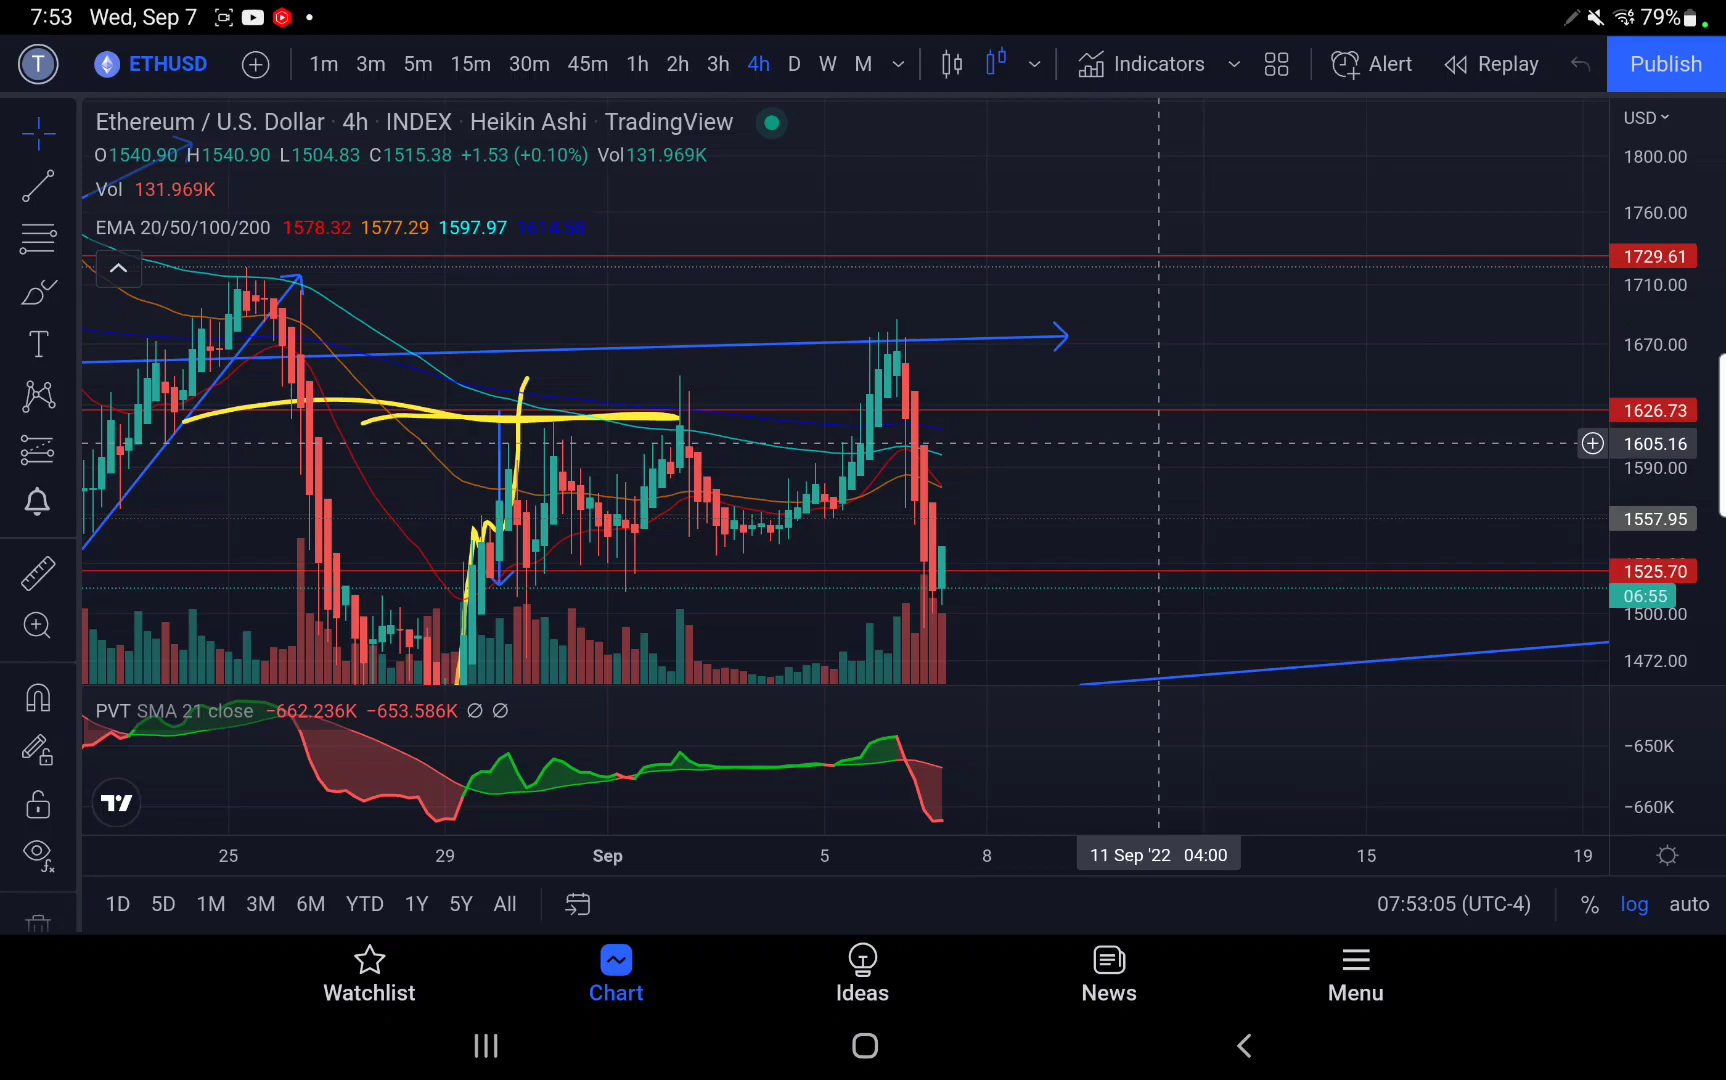 7:53 Wed, Sep 7 79%
T ETHUSD 1m 3m 5m 15m 30m 45m 1h 2h 3h 4h D W M Indicators Alert Replay Publish
Ethereum / U.S. Dollar · 4h · INDEX · Heikin Ashi · TradingView
USD
O1540.90 H1540.90 L1504.83 C1515.38 +1.53 (+0.10%) Vol131.969K
1800.00
Vol 131.969K
1760.00
EMA 20/50/100/200 1578.32 1577.29 1597.97 1614.58
1729.61
1710.00
1670.00
1626.73
1605.16
1590.00
1557.95
1525.70
06:55
1500.00
1472.00
PVT SMA 21 close −662.236K −653.586K ∅ ∅
−650K
−660K
25 29 Sep 5 8 11 Sep '22 04:00 15 19
1D 5D 1M 3M 6M YTD 1Y 5Y All 07:53:05 (UTC-4) % log auto
Watchlist Chart Ideas News Menu